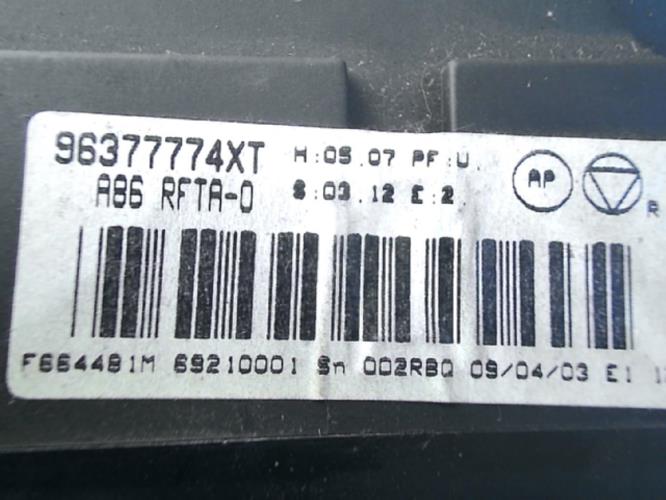 96377774XT H:05.07 PF:U.
A86 RFTA-0 S:03.12 E:2.
AP
R
F664481M 69210001 Sn 002RBQ 09/04/03 E1